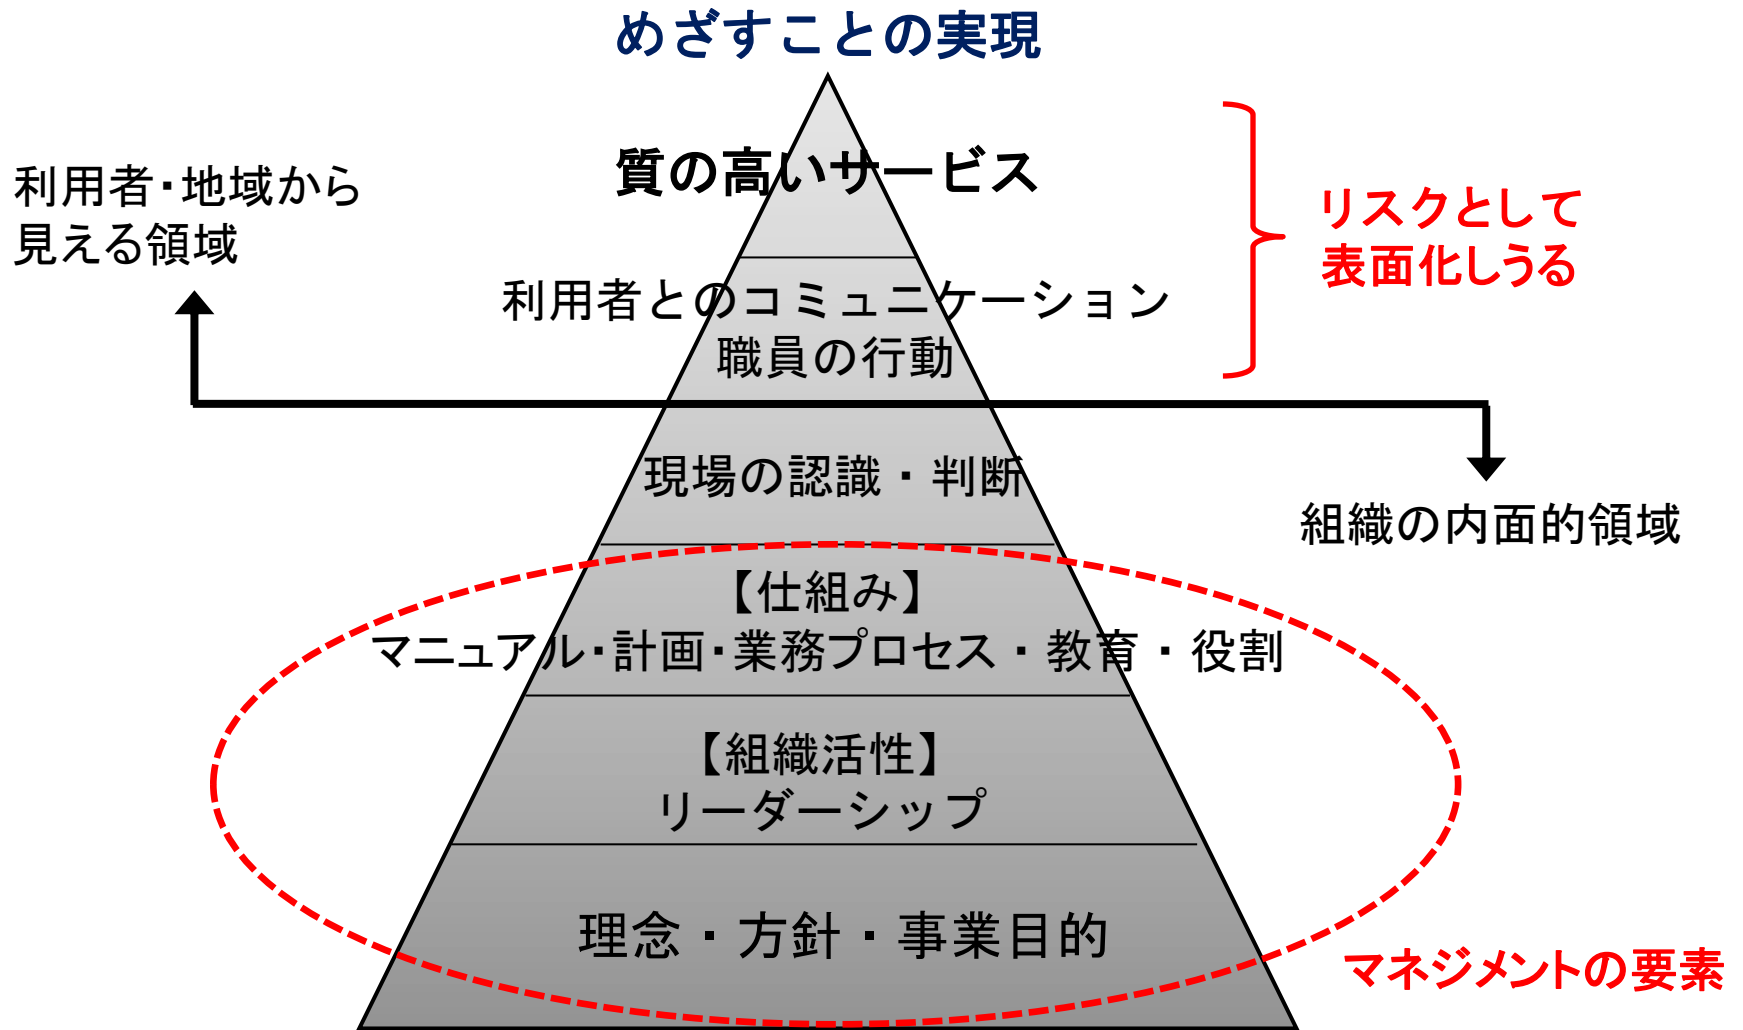 めざすことの実現
質の高いサービス
利用者・地域から
見える領域
リスクとして
表面化しうる
利用者とのコミュニケーション
職員の行動
現場の認識・判断
組織の内面的領域
【仕組み】
マニュアル・計画・業務プロセス・教育・役割
【組織活性】
リーダーシップ
理念・方針・事業目的
マネジメントの要素